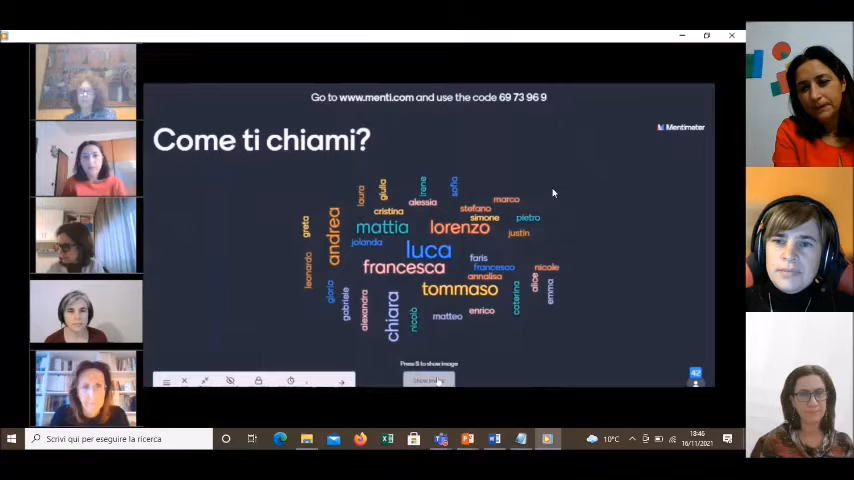 Go to www.menti.com and use the code 69 73 96 9
Mentimeter
Come ti chiami?
laura
giulia
irene
sofia
alessia
marco
greta
andrea
cristina
stefano
simone
pietro
mattia
lorenzo
justin
jolanda
luca
faris
leonardo
francesca
francesco
nicole
annalisa
alice
gloria
gabriele
alexandra
chiara
tommaso
caterina
emma
nicolò
matteo
enrico
Press S to show image
Show image
42
Scrivi qui per eseguire la ricerca
10°C
18:46
16/11/2021